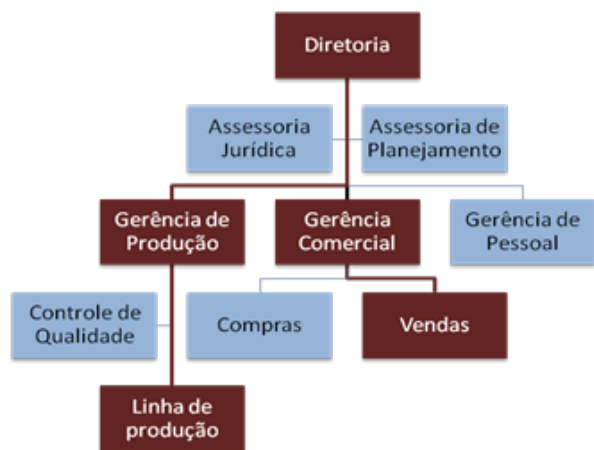 Diretoria
Assessoria
Jurídica
Assessoria de
Planejamento
Gerência de
Produção
Gerência
Comercial
Gerência de
Pessoal
Controle de
Qualidade
Compras
Vendas
Linha de
produção